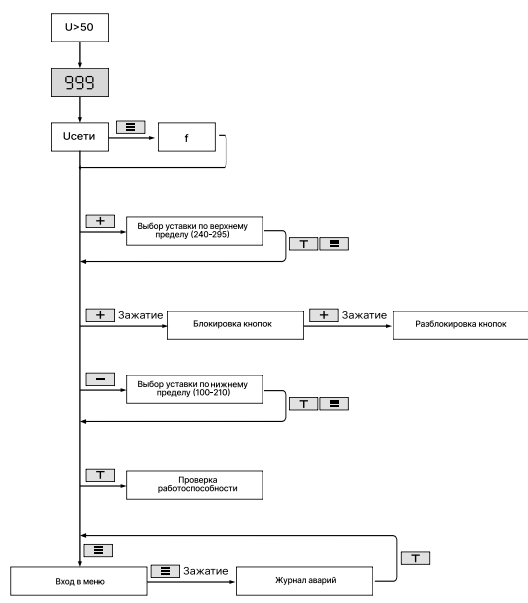 U>50
999
Uсети
f
+
Выбор уставки по верхнему
пределу (240-295)
T
+ Зажатие
Блокировка кнопок
+ Зажатие
Разблокировка кнопок
−
Выбор уставки по нижнему
пределу (100-210)
T
T
Проверка
работоспособности
Вход в меню
Зажатие
Журнал аварий
T